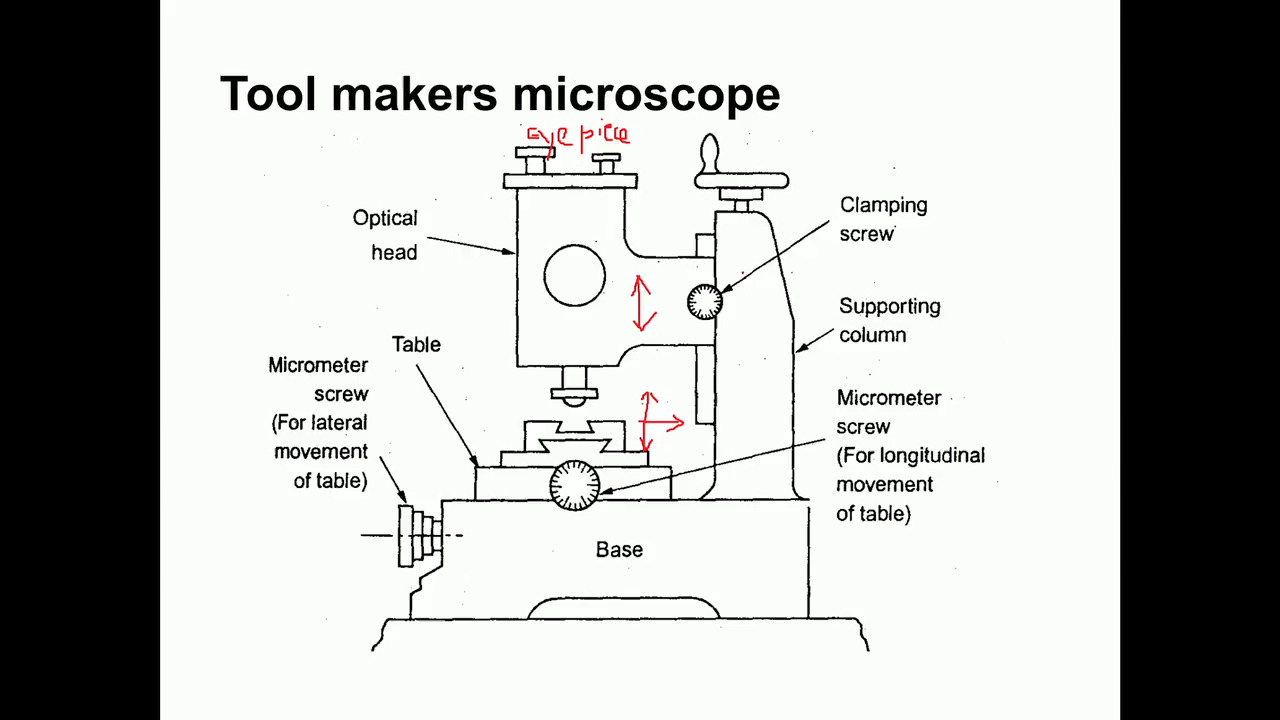 Tool makers microscope
Eye piece
Optical
head
Clamping
screw
Supporting
column
Table
Micrometer
screw
(For lateral
movement
of table)
Micrometer
screw
(For longitudinal
movement
of table)
Base